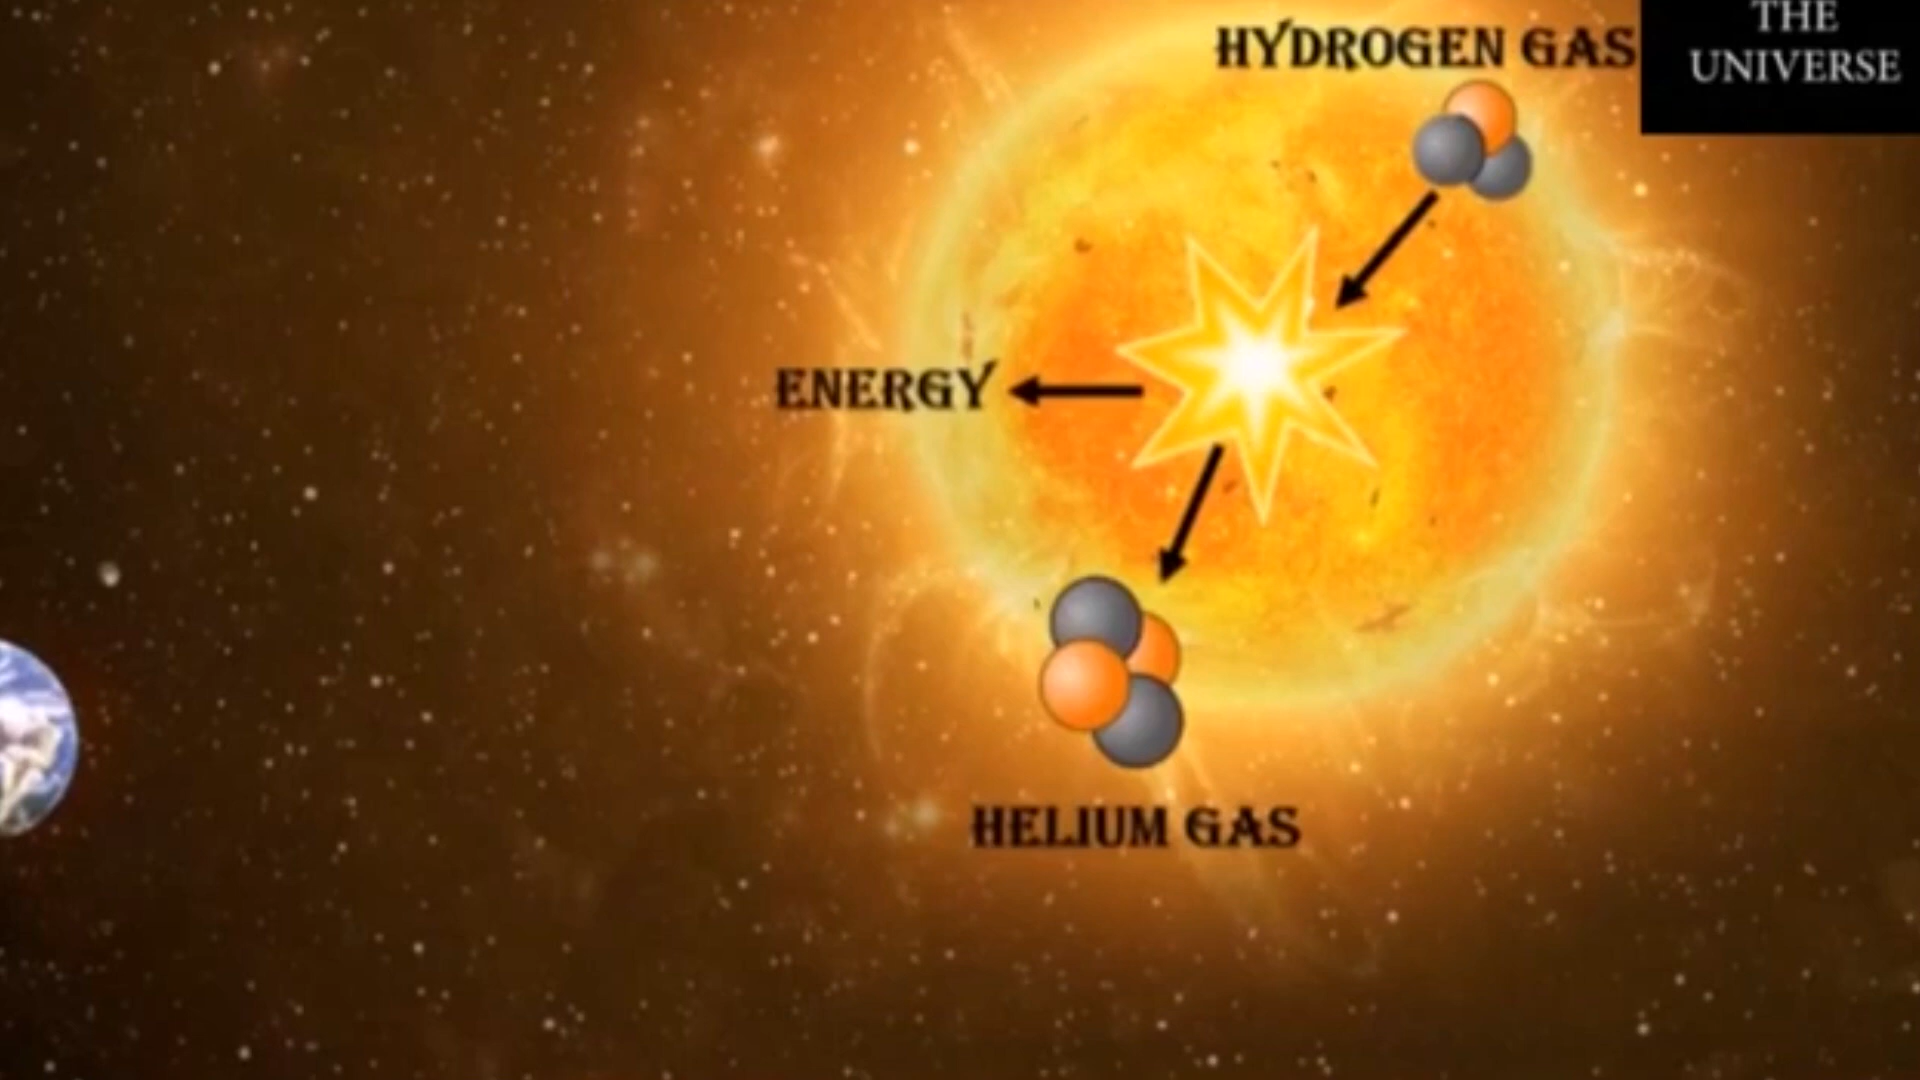 THE
UNIVERSE
HYDROGEN GAS
ENERGY
HELIUM GAS